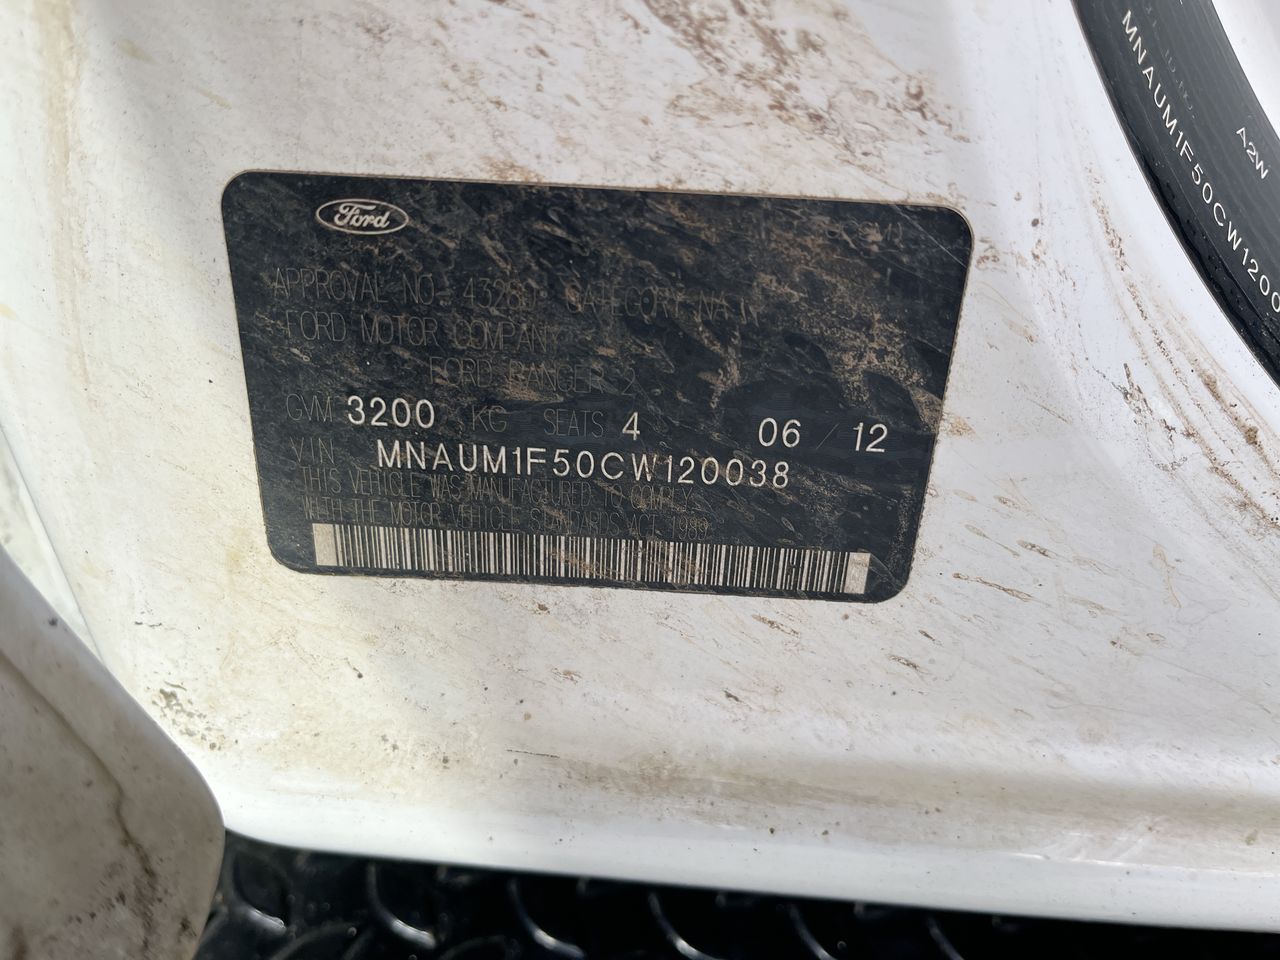 Ford
APPROVAL NO. 43260 CATEGORY NA
FORD MOTOR COMPANY
FORD RANGER 2
GVM 3200 KG SEATS 4 06 / 12
VIN MNAUM1F50CW120038
THIS VEHICLE WAS MANUFACTURED TO COMPLY
WITH THE MOTOR VEHICLE STANDARDS ACT 1989
A2W
MNAUM1F50CW1200